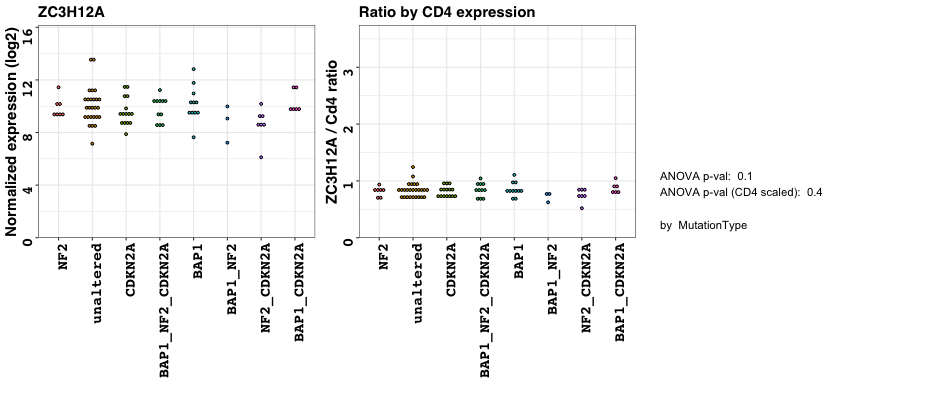 ZC3H12A
Normalized expression (log2)
16
12
8
4
0
NF2
unaltered
CDKN2A
BAP1_NF2_CDKN2A
BAP1
BAP1_NF2
NF2_CDKN2A
BAP1_CDKN2A
Ratio by CD4 expression
ZC3H12A / Cd4 ratio
3
2
1
0
NF2
unaltered
CDKN2A
BAP1_NF2_CDKN2A
BAP1
BAP1_NF2
NF2_CDKN2A
BAP1_CDKN2A
ANOVA p-val: 0.1
ANOVA p-val (CD4 scaled): 0.4
by MutationType